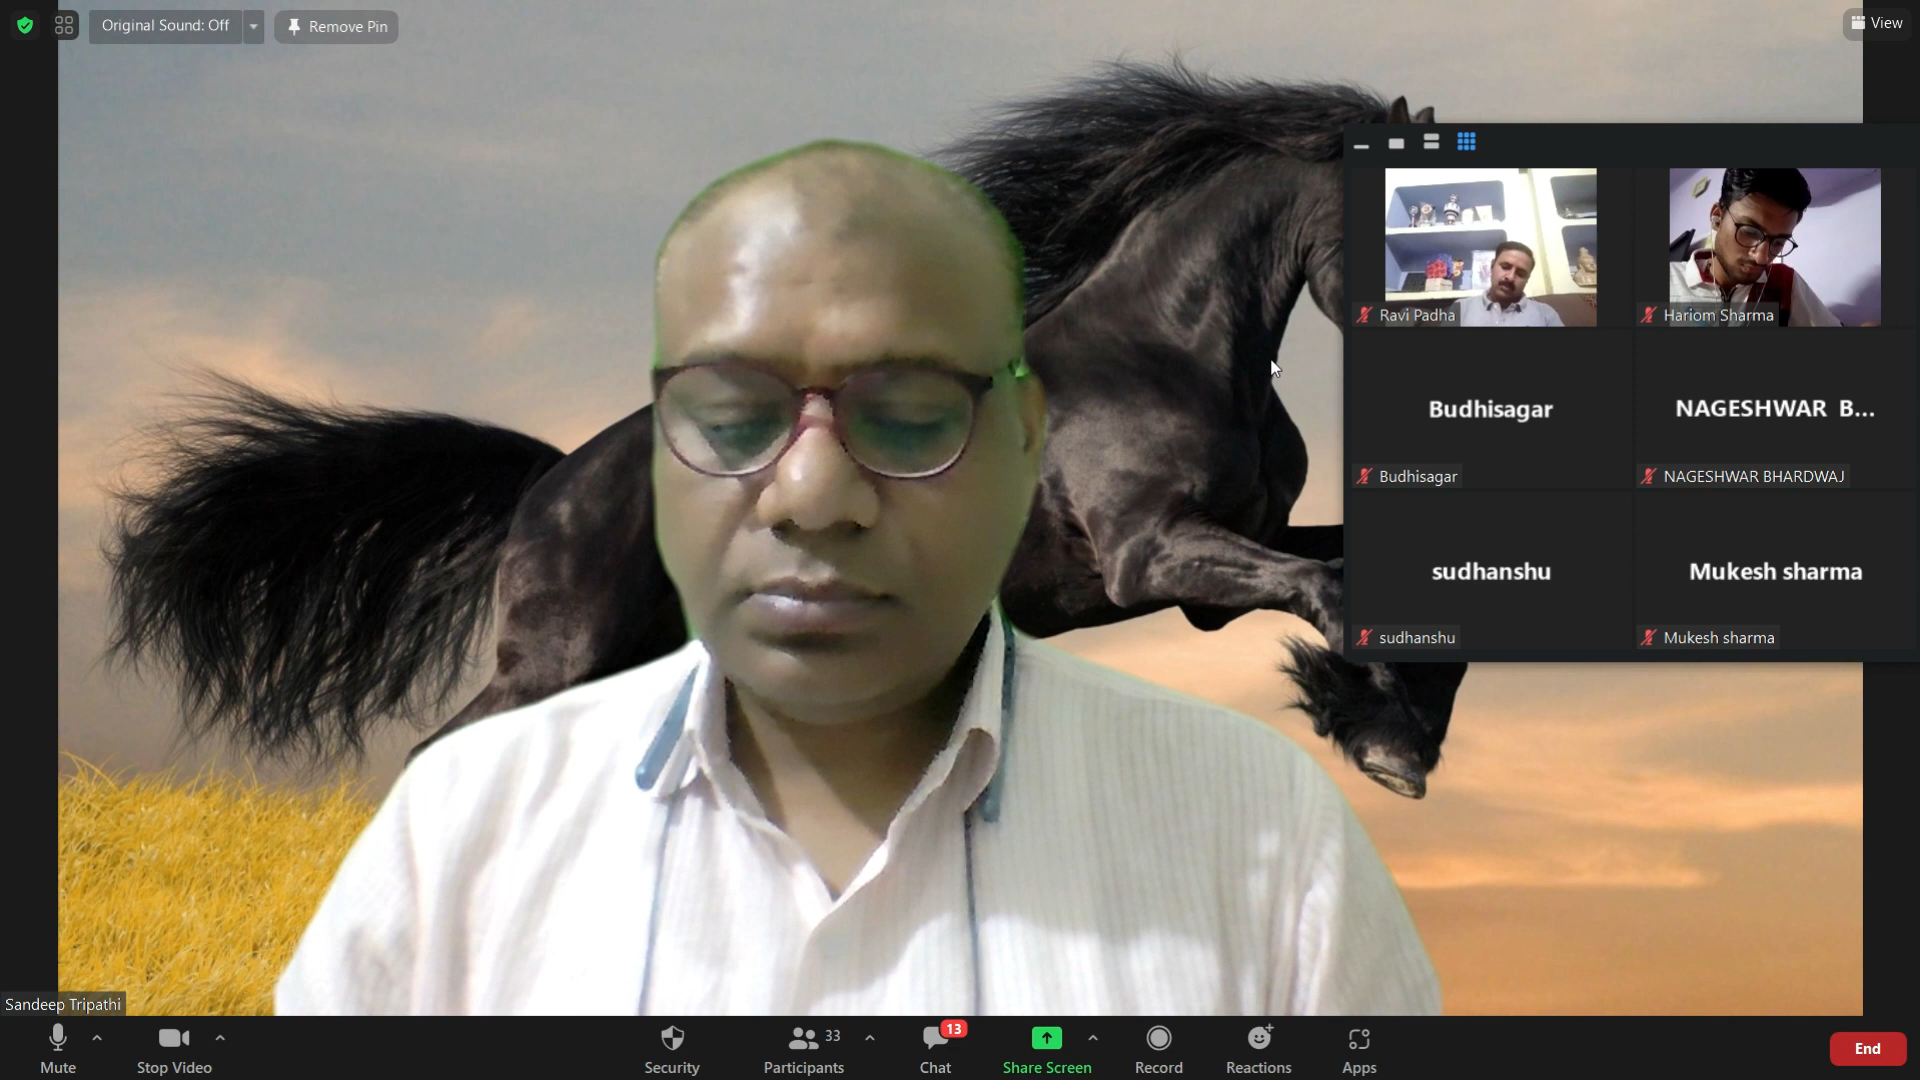 Original Sound: Off
Remove Pin
View
Ravi Padha
Hariom Sharma
Budhisagar
NAGESHWAR B...
Budhisagar
NAGESHWAR BHARDWAJ
sudhanshu
Mukesh sharma
sudhanshu
Mukesh sharma
Sandeep Tripathi
Mute
Stop Video
Security
33
Participants
13
Chat
Share Screen
Record
Reactions
Apps
End